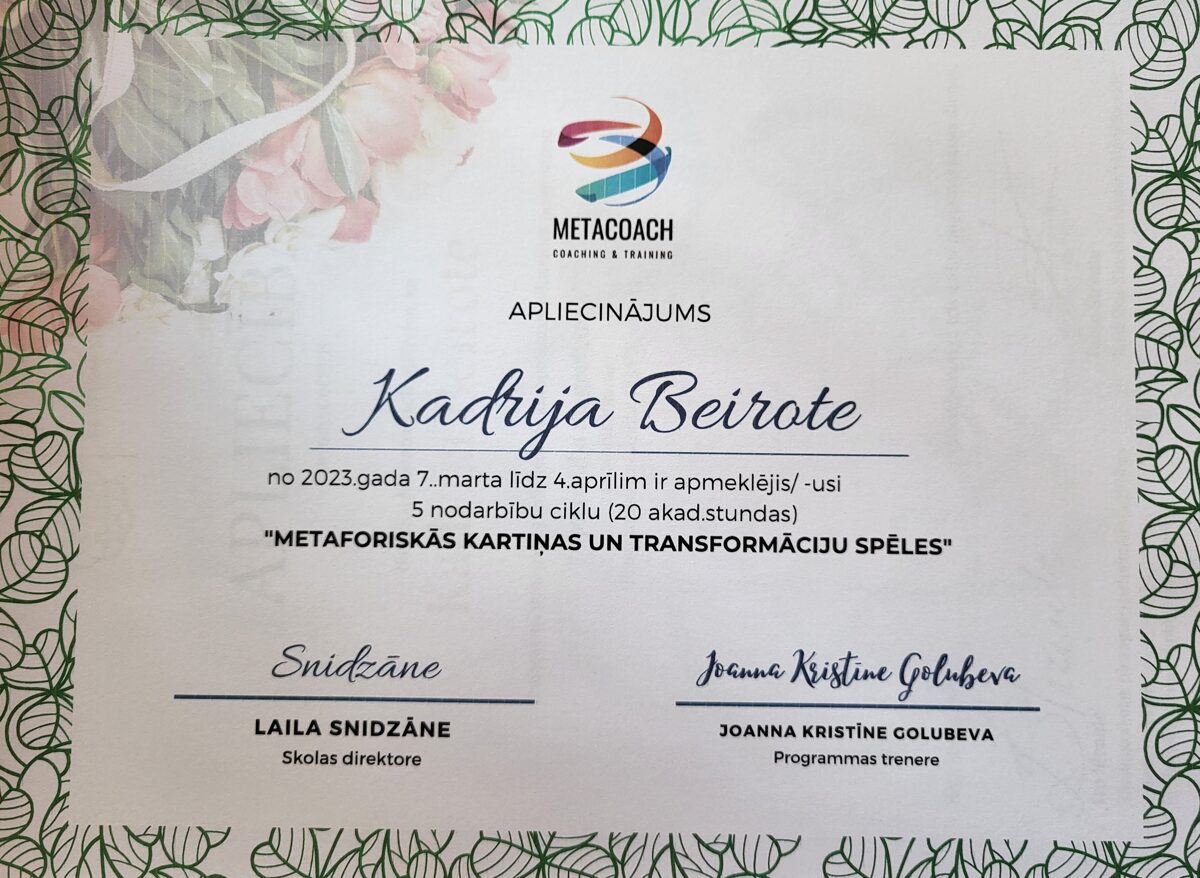 METACOACH
COACHING & TRAINING
APLIECINĀJUMS
Kadrija Beirote
no 2023.gada 7..marta līdz 4.aprīlim ir apmeklējis/ -usi
5 nodarbību ciklu (20 akad.stundas)
"METAFORISKĀS KARTIŅAS UN TRANSFORMĀCIJU SPĒLES"
Snidzāne
Joanna Kristīne Golubeva
LAILA SNIDZĀNE
JOANNA KRISTĪNE GOLUBEVA
Skolas direktore
Programmas trenere